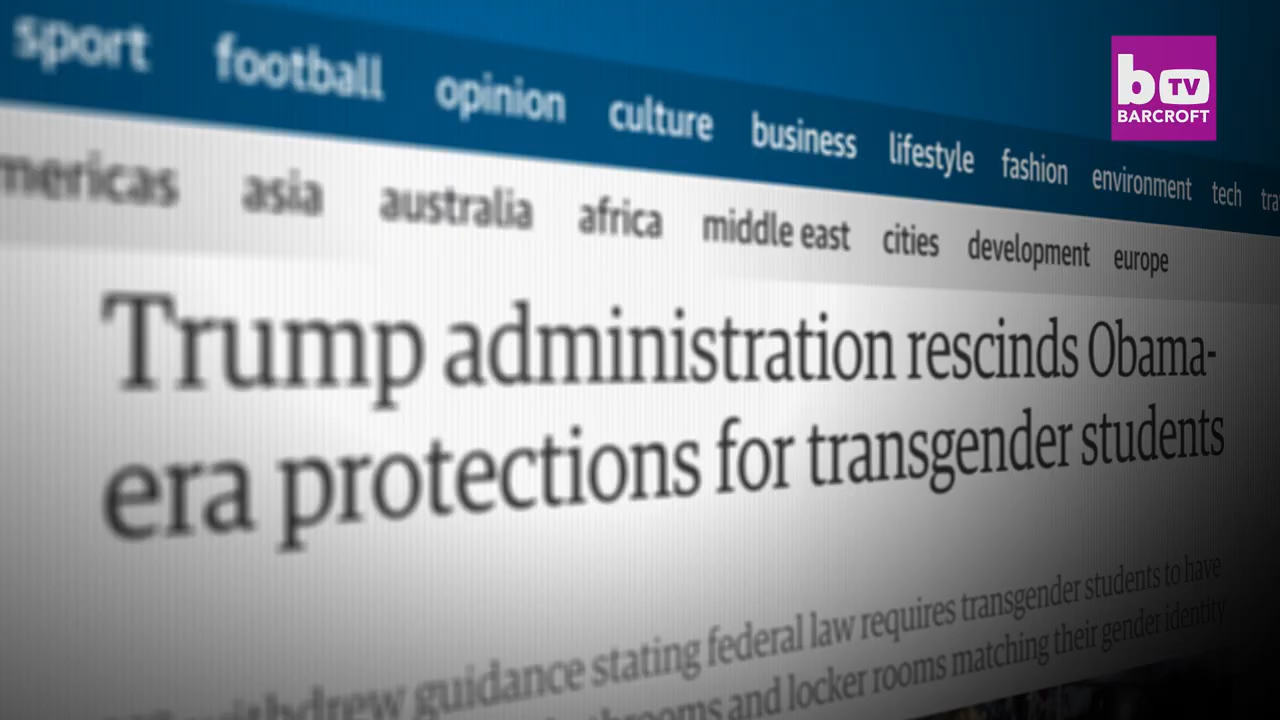 sport football opinion culture business lifestyle fashion environment tech
b TV
BARCROFT
asia australia africa middle east cities development europe
Trump administration rescinds Obama-
era protections for transgender students
withdrew guidance stating federal law requires transgender students to have
and locker rooms matching their gender identity